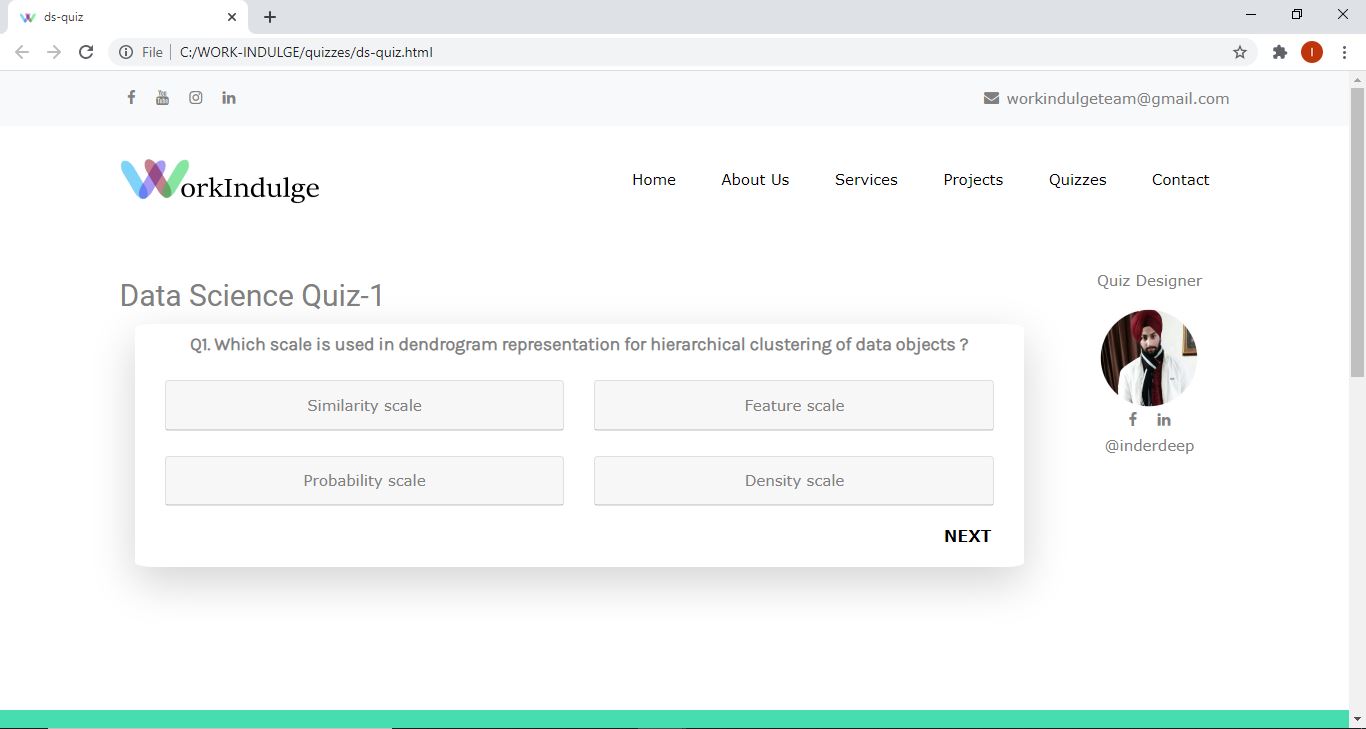 ds-quiz
File C:/WORK-INDULGE/quizzes/ds-quiz.html
I
You Tube
workindulgeteam@gmail.com
WorkIndulge
Home About Us Services Projects Quizzes Contact
Quiz Designer
Data Science Quiz-1
Q1. Which scale is used in dendrogram representation for hierarchical clustering of data objects ?
Similarity scale Feature scale
Probability scale Density scale
NEXT
@inderdeep